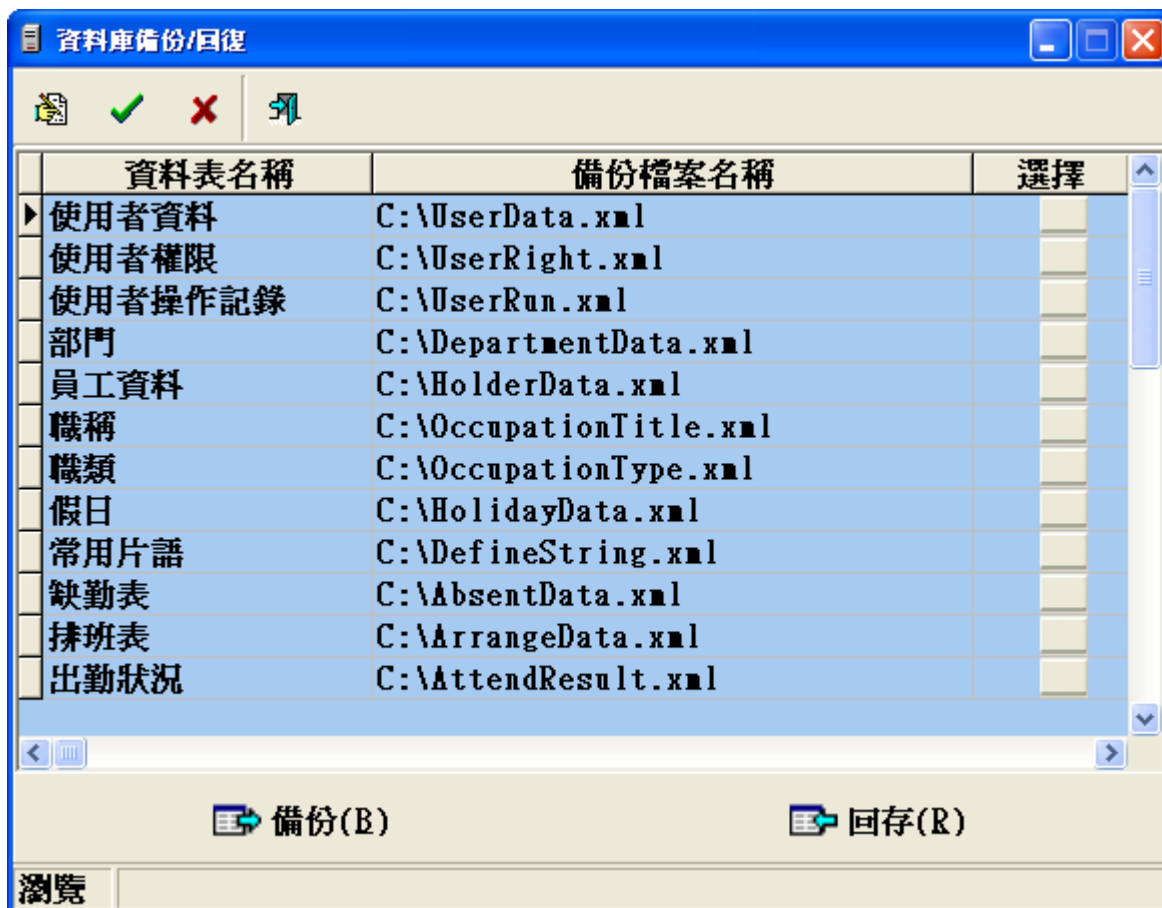 資料庫備份/回復
資料表名稱 備份檔案名稱 選擇
使用者資料 C:\UserData.xml
使用者權限 C:\UserRight.xml
使用者操作記錄 C:\UserRun.xml
部門 C:\DepartmentData.xml
員工資料 C:\HolderData.xml
職稱 C:\OccupationTitle.xml
職類 C:\OccupationType.xml
假日 C:\HolidayData.xml
常用片語 C:\DefineString.xml
缺勤表 C:\AbsentData.xml
排班表 C:\ArrangeData.xml
出勤狀況 C:\AttendResult.xml
備份(B) 回存(R)
瀏覽